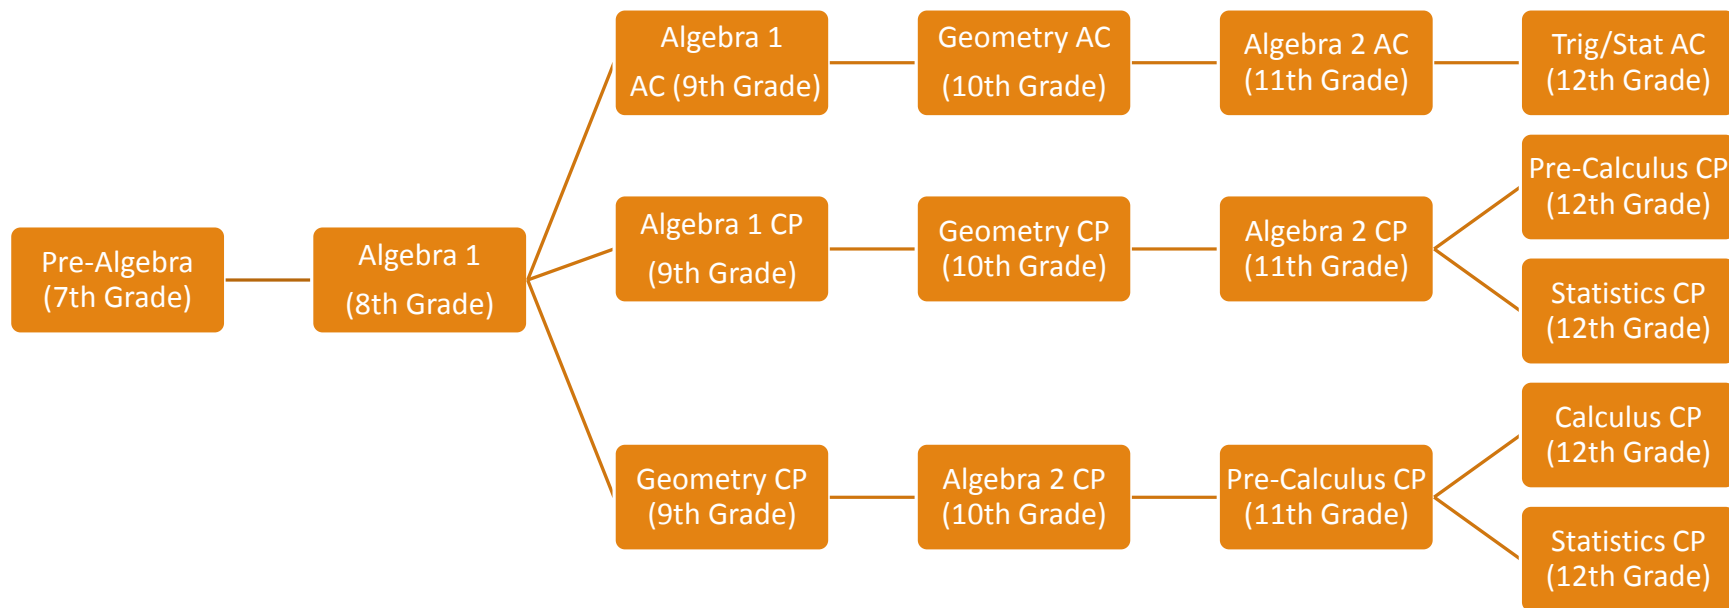 Pre-Algebra
(7th Grade)
Algebra 1
(8th Grade)
Algebra 1
AC (9th Grade)
Geometry AC
(10th Grade)
Algebra 2 AC
(11th Grade)
Trig/Stat AC
(12th Grade)
Algebra 1 CP
(9th Grade)
Geometry CP
(10th Grade)
Algebra 2 CP
(11th Grade)
Pre-Calculus CP
(12th Grade)
Statistics CP
(12th Grade)
Geometry CP
(9th Grade)
Algebra 2 CP
(10th Grade)
Pre-Calculus CP
(11th Grade)
Calculus CP
(12th Grade)
Statistics CP
(12th Grade)